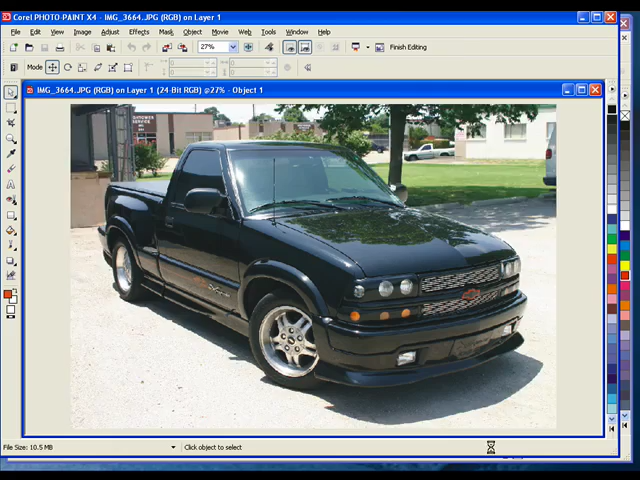 Corel PHOTO-PAINT X4 - IMG_3664.JPG (RGB) on Layer 1
File Edit View Image Adjust Effects Mask Object Movie Web Tools Window Help
27% Finish Editing
Mode
IMG_3664.JPG (RGB) on Layer 1 (24-Bit RGB) @27% - Object 1
SERVICE
File Size: 10.5 MB Click object to select